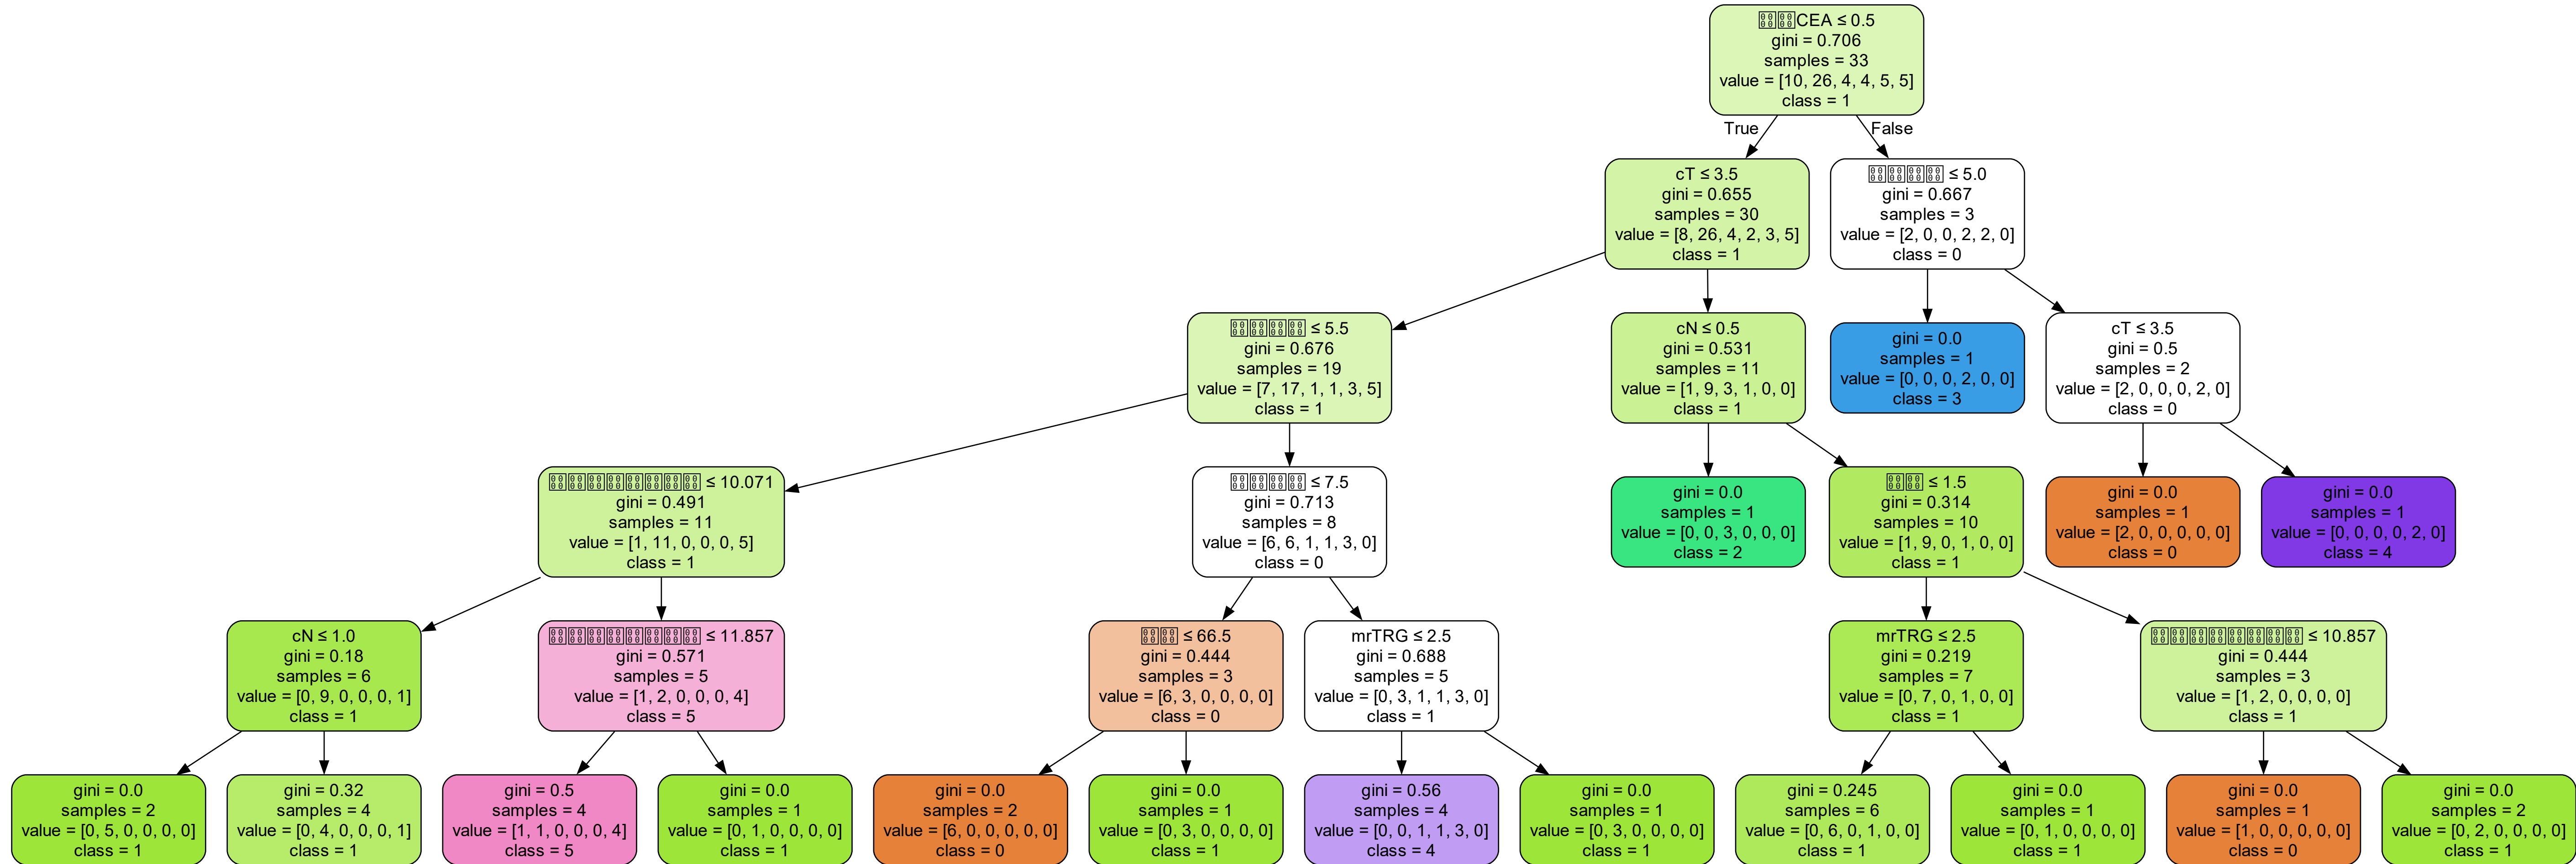 CEA ≤ 0.5
gini = 0.706
samples = 33
value = [10, 26, 4, 4, 5, 5]
class = 1
True
False
cT ≤ 3.5
gini = 0.655
samples = 30
value = [8, 26, 4, 2, 3, 5]
class = 1
≤ 5.0
gini = 0.667
samples = 3
value = [2, 0, 0, 2, 2, 0]
class = 0
≤ 5.5
gini = 0.676
samples = 19
value = [7, 17, 1, 1, 3, 5]
class = 1
cN ≤ 0.5
gini = 0.531
samples = 11
value = [1, 9, 3, 1, 0, 0]
class = 1
gini = 0.0
samples = 1
value = [0, 0, 0, 2, 0, 0]
class = 3
cT ≤ 3.5
gini = 0.5
samples = 2
value = [2, 0, 0, 0, 2, 0]
class = 0
≤ 10.071
gini = 0.491
samples = 11
value = [1, 11, 0, 0, 0, 5]
class = 1
≤ 7.5
gini = 0.713
samples = 8
value = [6, 6, 1, 1, 3, 0]
class = 0
gini = 0.0
samples = 1
value = [0, 0, 3, 0, 0, 0]
class = 2
≤ 1.5
gini = 0.314
samples = 10
value = [1, 9, 0, 1, 0, 0]
class = 1
gini = 0.0
samples = 1
value = [2, 0, 0, 0, 0, 0]
class = 0
gini = 0.0
samples = 1
value = [0, 0, 0, 0, 2, 0]
class = 4
cN ≤ 1.0
gini = 0.18
samples = 6
value = [0, 9, 0, 0, 0, 1]
class = 1
≤ 11.857
gini = 0.571
samples = 5
value = [1, 2, 0, 0, 0, 4]
class = 5
≤ 66.5
gini = 0.444
samples = 3
value = [6, 3, 0, 0, 0, 0]
class = 0
mrTRG ≤ 2.5
gini = 0.688
samples = 5
value = [0, 3, 1, 1, 3, 0]
class = 1
mrTRG ≤ 2.5
gini = 0.219
samples = 7
value = [0, 7, 0, 1, 0, 0]
class = 1
≤ 10.857
gini = 0.444
samples = 3
value = [1, 2, 0, 0, 0, 0]
class = 1
gini = 0.0
samples = 2
value = [0, 5, 0, 0, 0, 0]
class = 1
gini = 0.32
samples = 4
value = [0, 4, 0, 0, 0, 1]
class = 1
gini = 0.5
samples = 4
value = [1, 1, 0, 0, 0, 4]
class = 5
gini = 0.0
samples = 1
value = [0, 1, 0, 0, 0, 0]
class = 1
gini = 0.0
samples = 2
value = [6, 0, 0, 0, 0, 0]
class = 0
gini = 0.0
samples = 1
value = [0, 3, 0, 0, 0, 0]
class = 1
gini = 0.56
samples = 4
value = [0, 0, 1, 1, 3, 0]
class = 4
gini = 0.0
samples = 1
value = [0, 3, 0, 0, 0, 0]
class = 1
gini = 0.245
samples = 6
value = [0, 6, 0, 1, 0, 0]
class = 1
gini = 0.0
samples = 1
value = [0, 1, 0, 0, 0, 0]
class = 1
gini = 0.0
samples = 1
value = [1, 0, 0, 0, 0, 0]
class = 0
gini = 0.0
samples = 2
value = [0, 2, 0, 0, 0, 0]
class = 1